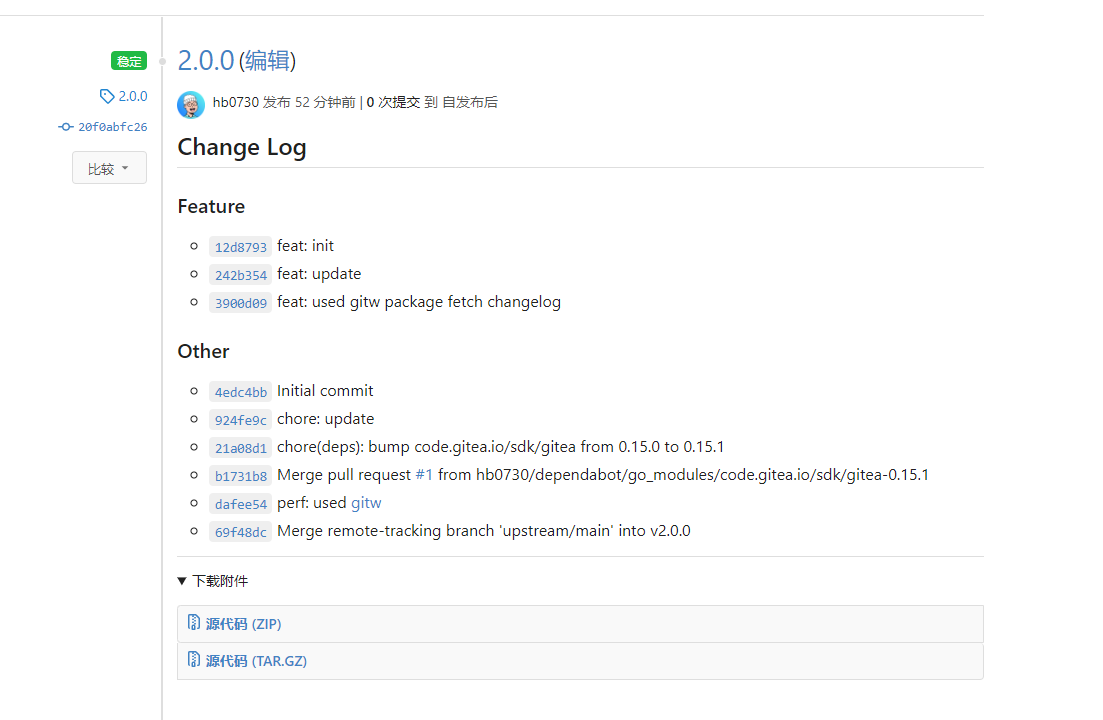 稳定
2.0.0 (编辑)
2.0.0
20f0abfc26
比较
hb0730 发布 52 分钟前 | 0 次提交 到 自发布后
Change Log
Feature
12d8793 feat: init
242b354 feat: update
3900d09 feat: used gitw package fetch changelog
Other
4edc4bb Initial commit
924fe9c chore: update
21a08d1 chore(deps): bump code.gitea.io/sdk/gitea from 0.15.0 to 0.15.1
b1731b8 Merge pull request #1 from hb0730/dependabot/go_modules/code.gitea.io/sdk/gitea-0.15.1
dafee54 perf: used gitw
69f48dc Merge remote-tracking branch 'upstream/main' into v2.0.0
下载附件
源代码 (ZIP)
源代码 (TAR.GZ)